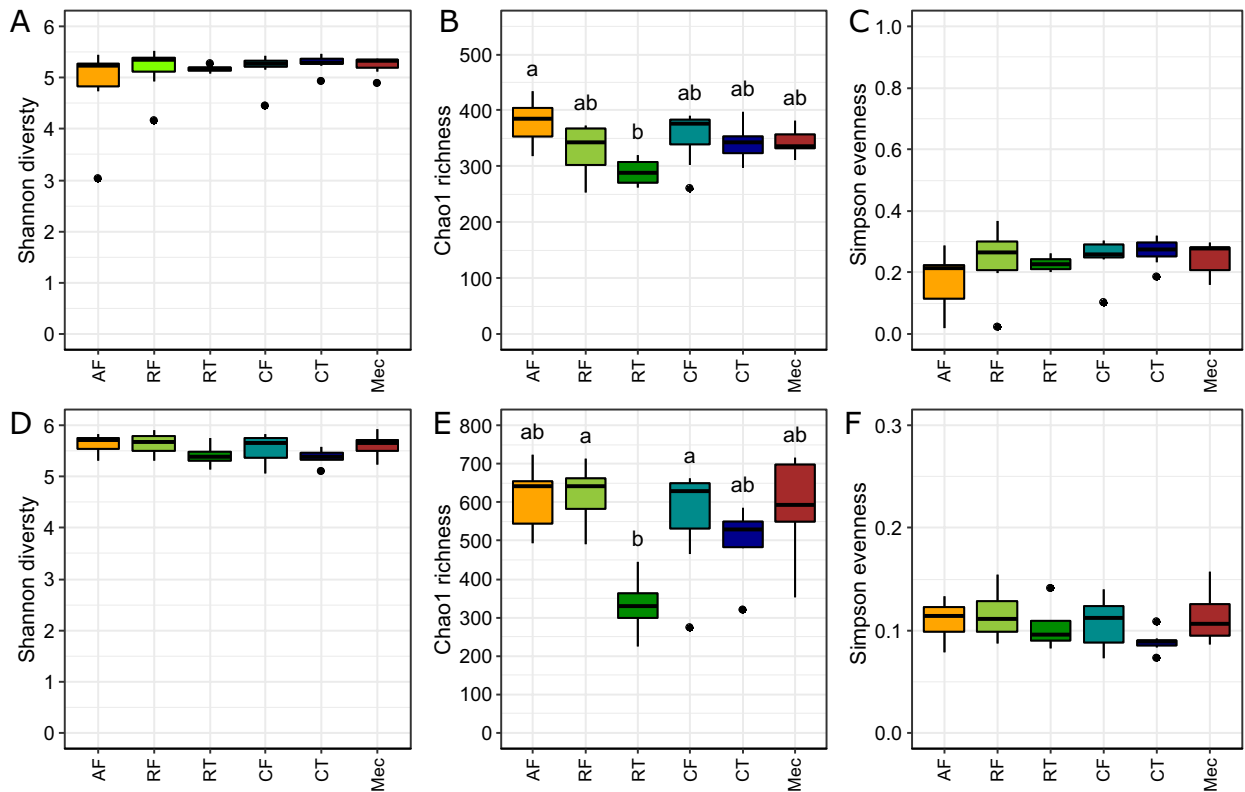 A
Shannon diversty
6
5
4
3
2
1
0
AF
RF
RT
CF
CT
Mec
B
Chao1 richness
500
400
300
200
100
0
a
ab
b
ab
ab
ab
AF
RF
RT
CF
CT
Mec
C
Simpson evenness
1.0
0.8
0.6
0.4
0.2
0.0
AF
RF
RT
CF
CT
Mec
D
Shannon diversty
6
5
4
3
2
1
0
AF
RF
RT
CF
CT
Mec
E
Chao1 richness
800
700
600
500
400
300
200
100
0
ab
a
b
a
ab
ab
AF
RF
RT
CF
CT
Mec
F
Simpson evenness
0.3
0.2
0.1
0.0
AF
RF
RT
CF
CT
Mec